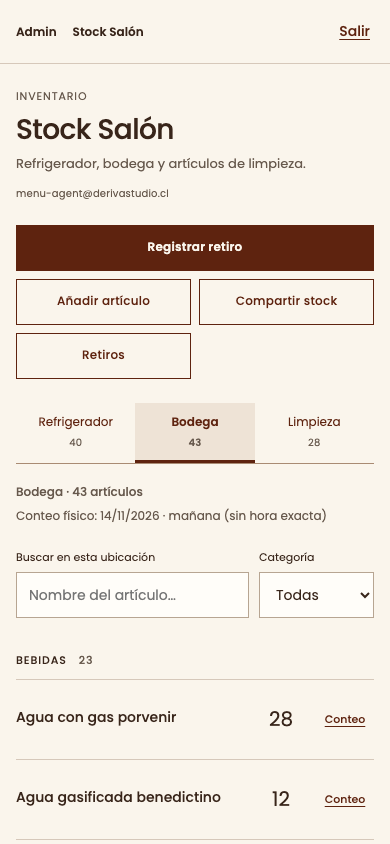 Admin Stock Salón Salir
INVENTARIO
Stock Salón
Refrigerador, bodega y artículos de limpieza.
menu-agent@derivastudio.cl
Registrar retiro
Añadir artículo Compartir stock
Retiros
Refrigerador Bodega Limpieza
40 43 28
Bodega · 43 artículos
Conteo físico: 14/11/2026 · mañana (sin hora exacta)
Buscar en esta ubicación Categoría
Nombre del artículo... Todas
BEBIDAS 23
Agua con gas porvenir 28 Conteo
Agua gasificada benedictino 12 Conteo